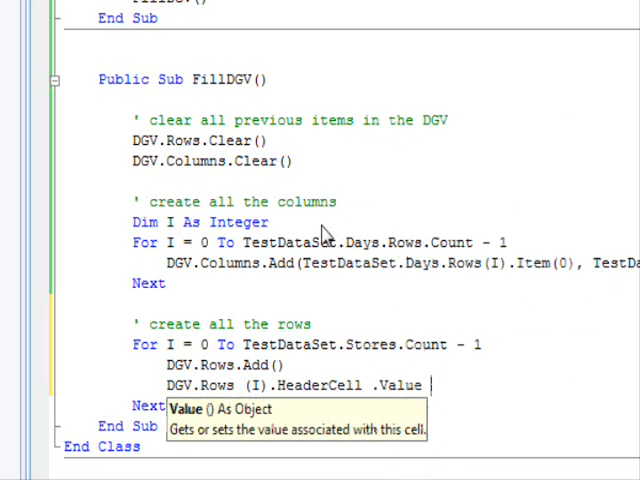 End Sub
Public Sub FillDGV()
' clear all previous items in the DGV
DGV.Rows.Clear()
DGV.Columns.Clear()
' create all the columns
Dim I As Integer
For I = 0 To TestDataSet.Days.Rows.Count - 1
DGV.Columns.Add(TestDataSet.Days.Rows(I).Item(0), TestDa
Next
' create all the rows
For I = 0 To TestDataSet.Stores.Count - 1
DGV.Rows.Add()
DGV.Rows (I).HeaderCell .Value
Next
Value () As Object
Gets or sets the value associated with this cell.
End Sub
End Class